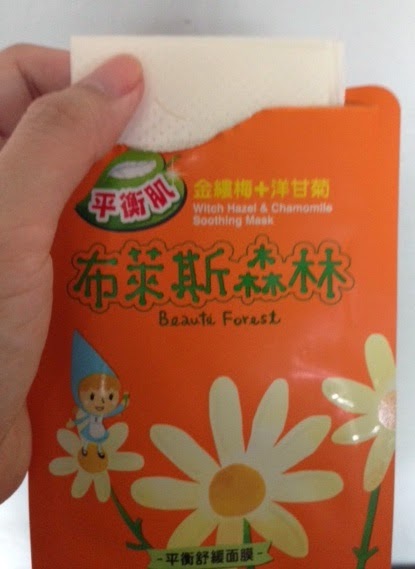 平衡肌
金縷梅+洋甘菊
Witch Hazel & Chamomile
Soothing Mask
布萊斯森林
Beauté Forest
-平衡舒緩面膜-